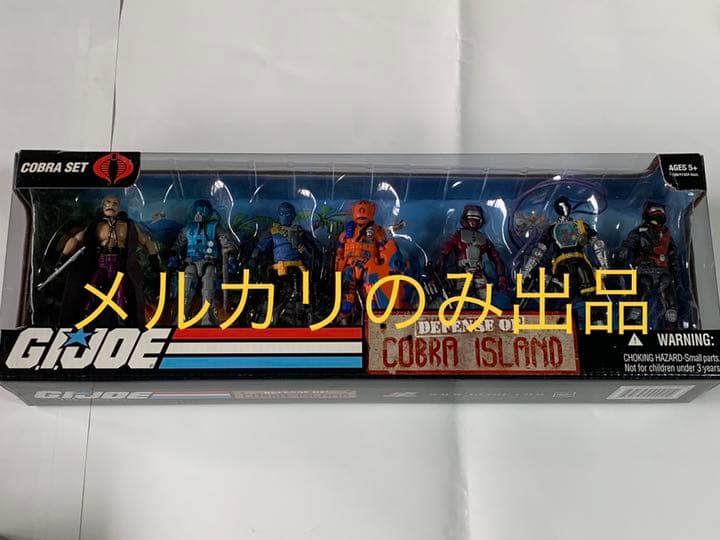 COBRA SET
AGES 5+
メルカリのみ出品
G.I.JOE
DEFENSE OF
COBRA ISLAND
WARNING:
CHOKING HAZARD-Small parts.
Not for children under 3 years